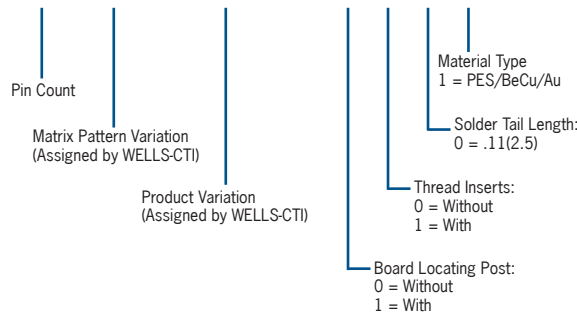 Material Type
1 = PES/BeCu/Au
Pin Count
Solder Tail Length:
0 = .11(2.5)
Matrix Pattern Variation
(Assigned by WELLS-CTI)
Thread Inserts:
0 = Without
1 = With
Product Variation
(Assigned by WELLS-CTI)
Board Locating Post:
0 = Without
1 = With